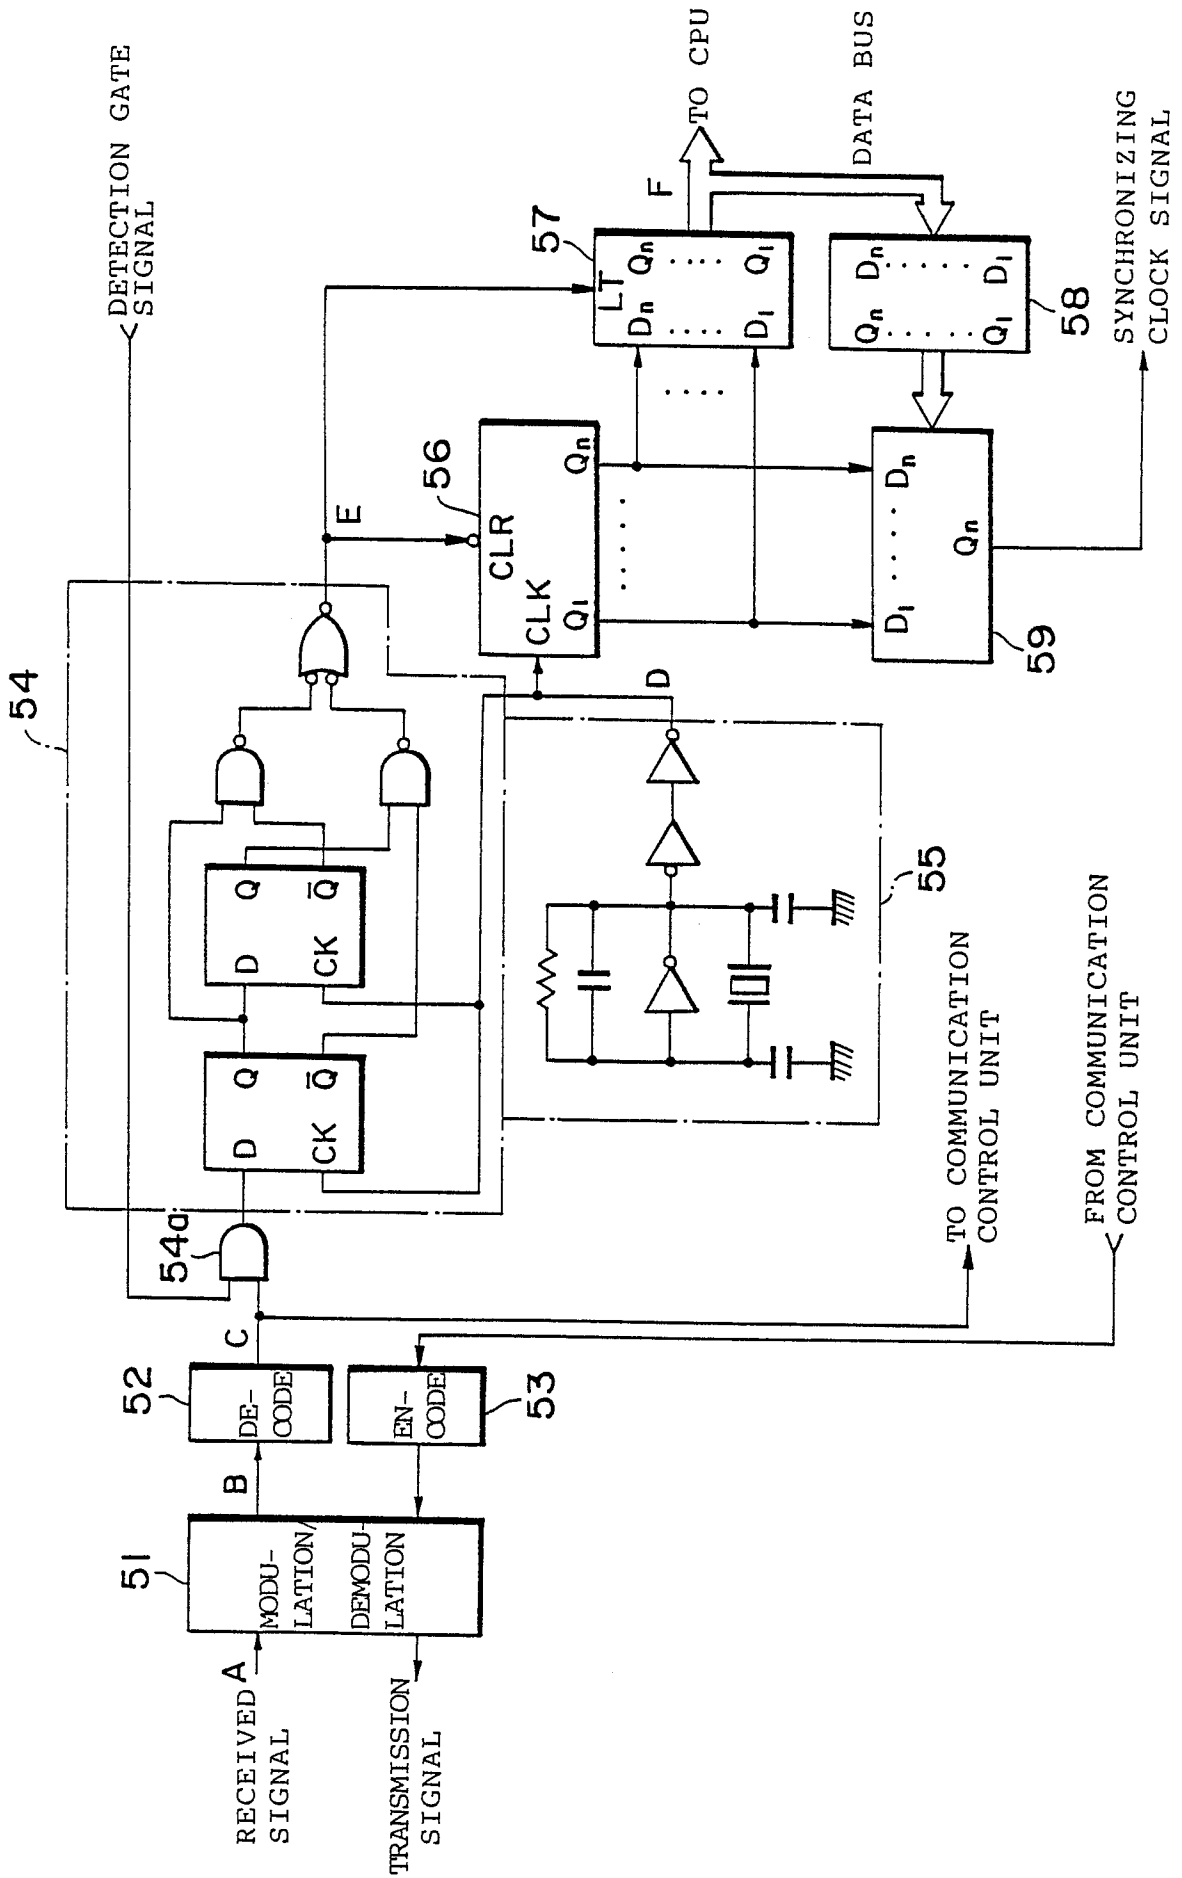 RECEIVED A
SIGNAL
TRANSMISSION
SIGNAL
51
MODU-
LATION/
DEMODU-
LATION
B
52
DE-
CODE
EN-
CODE
53
C
54a
DETECTION GATE
SIGNAL
54
D Q
CK Q̅
D Q
CK Q̅
E
55
D
56
CLR
CLK
Q1 ..... Qn
57
LT
Dn Qn
.... ....
D1 Q1
....
F
TO CPU
DATA BUS
Qn Dn
..... .....
Q1 D1
58
D1 .... Dn
Qn
59
SYNCHRONIZING
CLOCK SIGNAL
TO COMMUNICATION
CONTROL UNIT
FROM COMMUNICATION
CONTROL UNIT